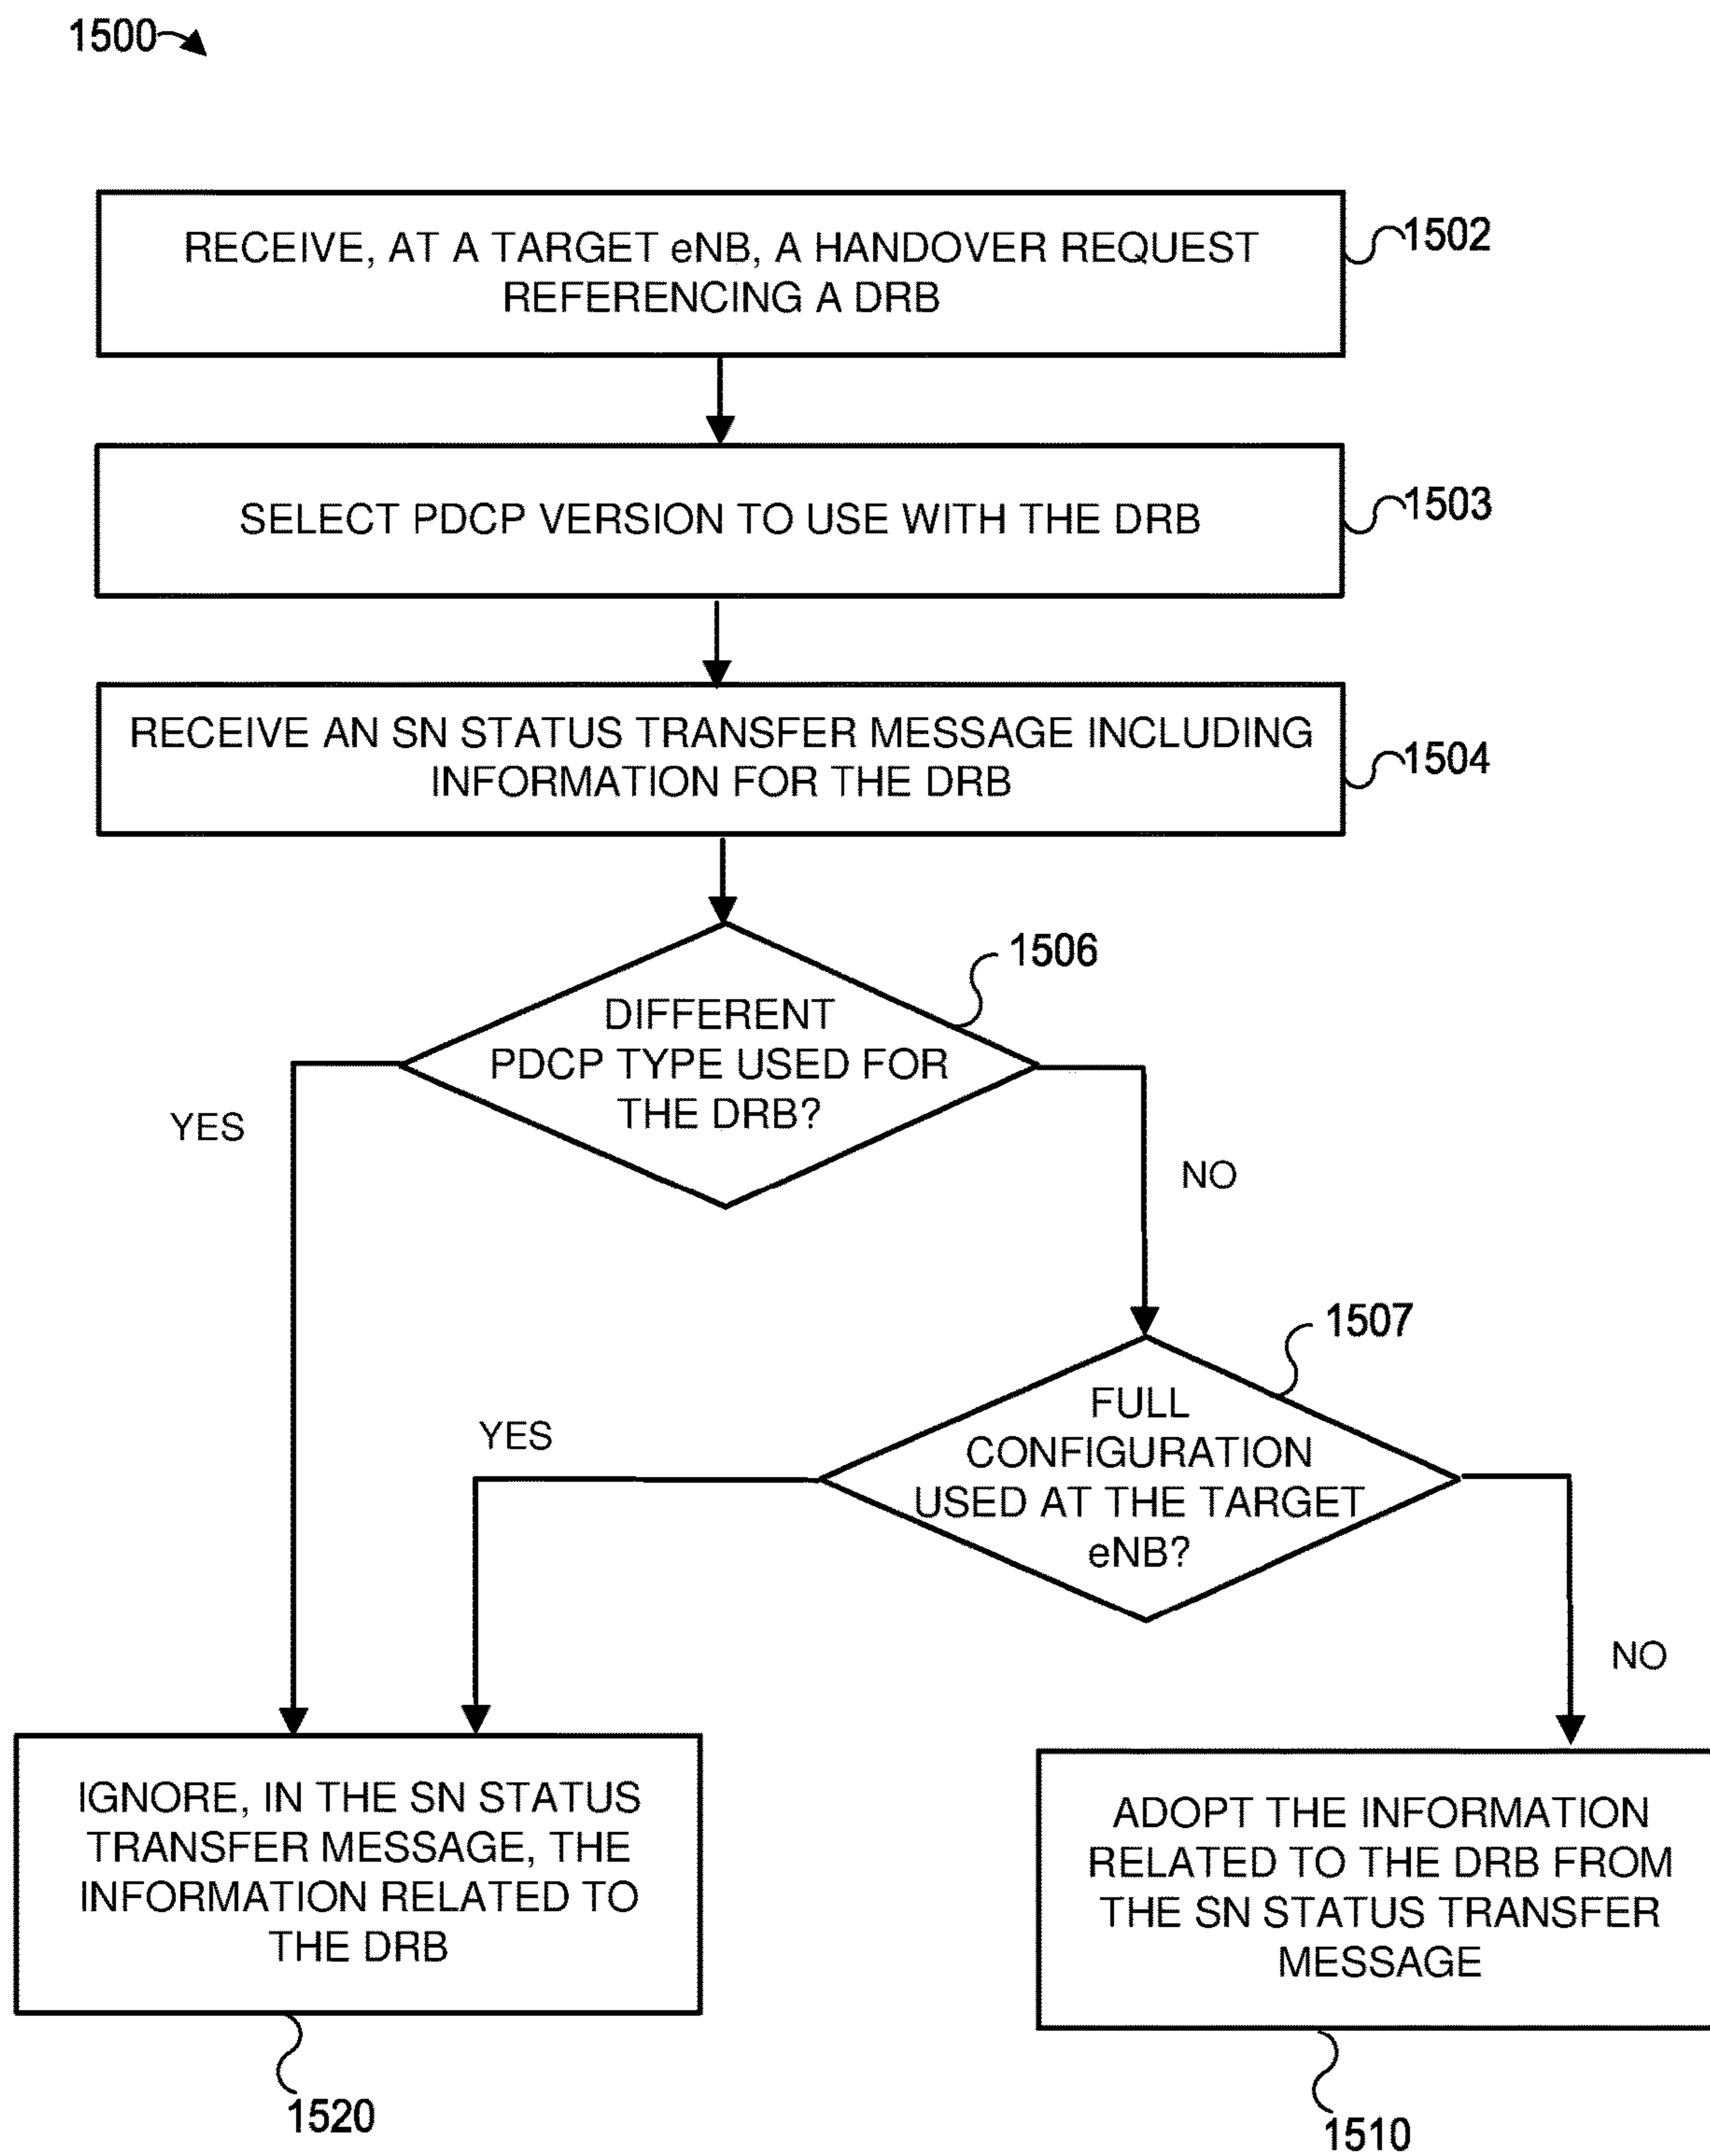 1500
RECEIVE, AT A TARGET eNB, A HANDOVER REQUEST
REFERENCING A DRB
1502
SELECT PDCP VERSION TO USE WITH THE DRB
1503
RECEIVE AN SN STATUS TRANSFER MESSAGE INCLUDING
INFORMATION FOR THE DRB
1504
1506
DIFFERENT
PDCP TYPE USED FOR
THE DRB?
YES
NO
1507
FULL
CONFIGURATION
USED AT THE TARGET
eNB?
YES
NO
IGNORE, IN THE SN STATUS
TRANSFER MESSAGE, THE
INFORMATION RELATED TO
THE DRB
1520
ADOPT THE INFORMATION
RELATED TO THE DRB FROM
THE SN STATUS TRANSFER
MESSAGE
1510